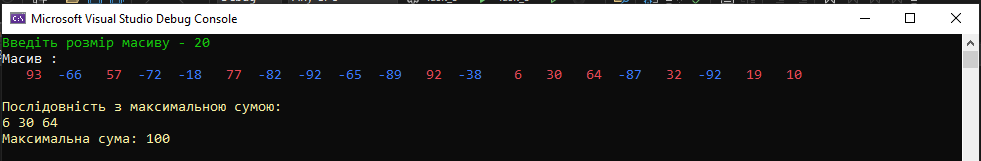 Microsoft Visual Studio Debug Console
Введіть розмір масиву - 20
Масив :
93 -66 57 -72 -18 77 -82 -92 -65 -89 92 -38 6 30 64 -87 32 -92 19 10
Послідовність з максимальною сумою:
6 30 64
Максимальна сума: 100